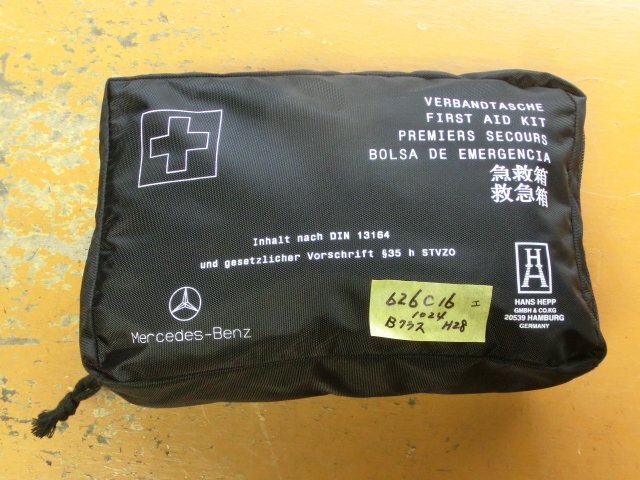 VERBANDTASCHE
FIRST AID KIT
PREMIERS SECOURS
BOLSA DE EMERGENCIA
急救箱
救急箱
Inhalt nach DIN 13164
und gesetzlicher Vorschrift §35 h STVZO
Mercedes-Benz
626C16 エ
1024
Bクラス H28
HA
HANS HEPP
GMBH & CO.KG
20539 HAMBURG
GERMANY